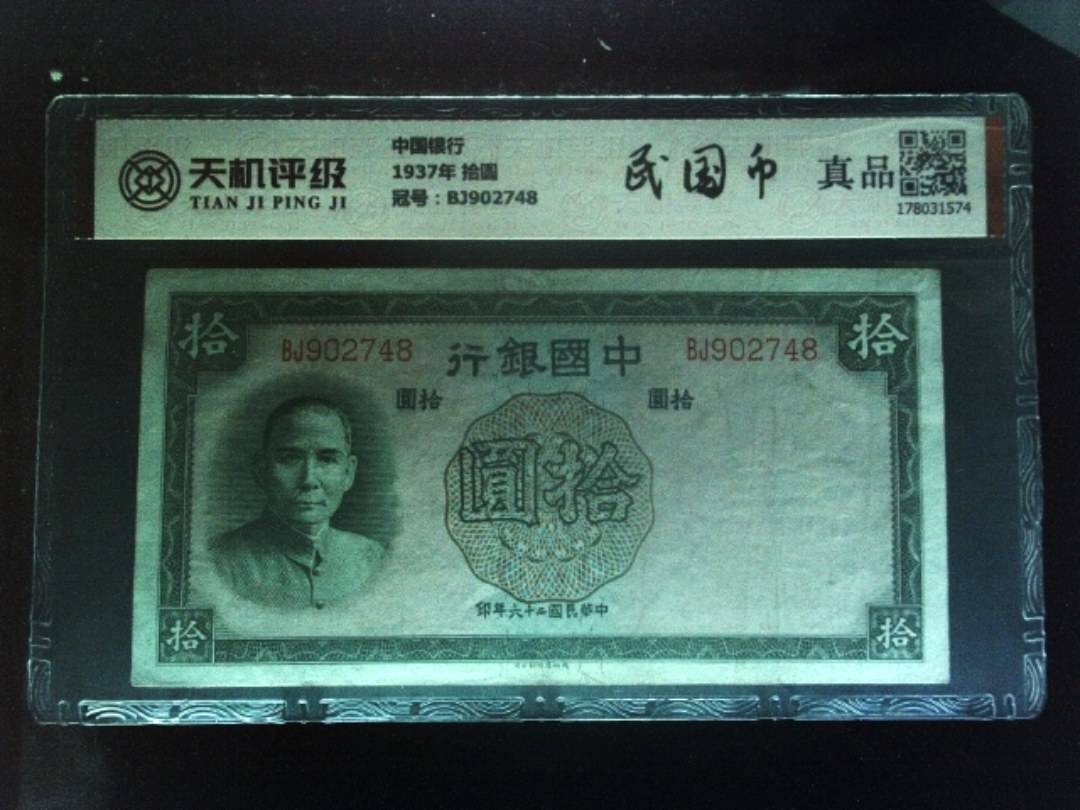 天机评级
TIAN JI PING JI
中国银行
1937年 拾圆
冠号：BJ902748
民国币
真品
178031574
拾
拾
BJ902748
行銀國中
BJ902748
圓拾
圓拾
圓拾
印年六十二國民華中
拾
拾